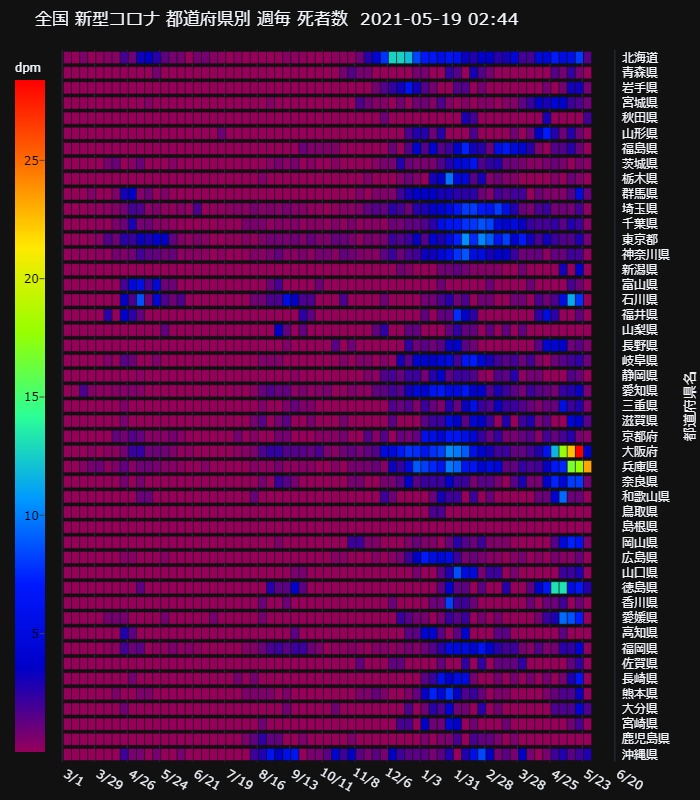 全国 新型コロナ 都道府県別 週毎 死者数 2021-05-19 02:44
dpm
25
20
15
10
5
北海道
青森県
岩手県
宮城県
秋田県
山形県
福島県
茨城県
栃木県
群馬県
埼玉県
千葉県
東京都
神奈川県
新潟県
富山県
石川県
福井県
山梨県
長野県
岐阜県
静岡県
愛知県
三重県
滋賀県
京都府
大阪府
兵庫県
奈良県
和歌山県
鳥取県
島根県
岡山県
広島県
山口県
徳島県
香川県
愛媛県
高知県
福岡県
佐賀県
長崎県
熊本県
大分県
宮崎県
鹿児島県
沖縄県
都道府県名
3/1 3/29 4/26 5/24 6/21 7/19 8/16 9/13 10/11 11/8 12/6 1/3 1/31 2/28 3/28 4/25 5/23 6/20